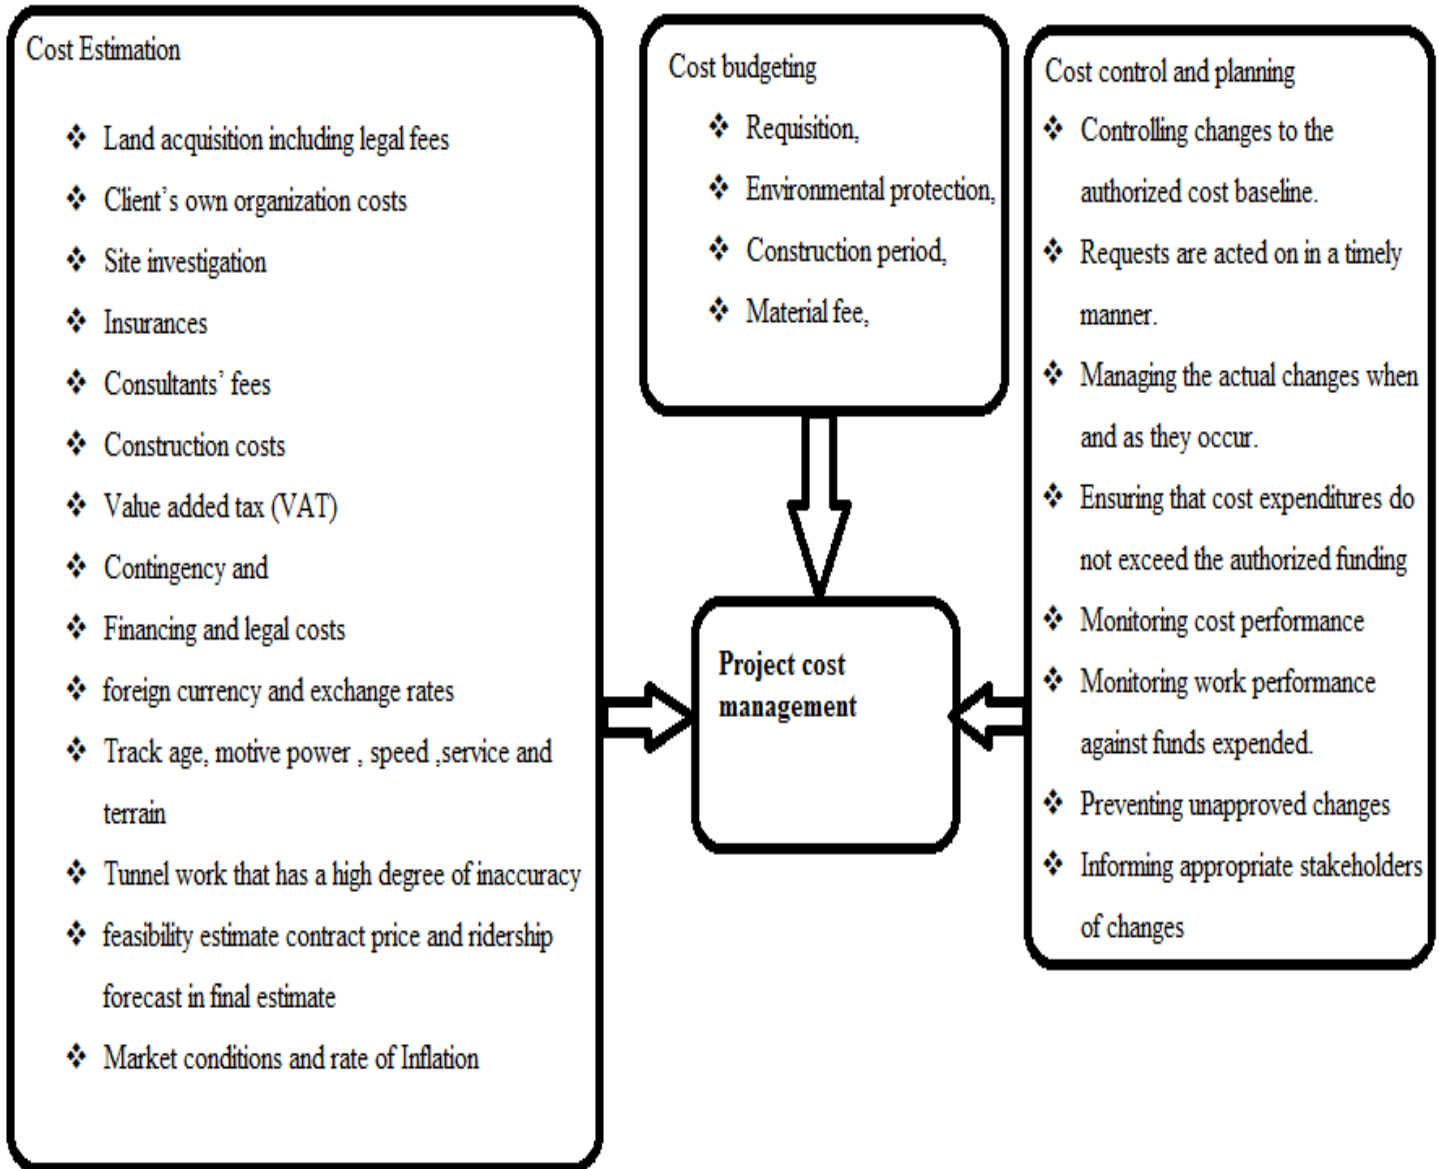 Cost Estimation
❖ Land acquisition including legal fees
❖ Client’s own organization costs
❖ Site investigation
❖ Insurances
❖ Consultants’ fees
❖ Construction costs
❖ Value added tax (VAT)
❖ Contingency and
❖ Financing and legal costs
❖ foreign currency and exchange rates
❖ Track age, motive power , speed ,service and
terrain
❖ Tunnel work that has a high degree of inaccuracy
❖ feasibility estimate contract price and ridership
forecast in final estimate
❖ Market conditions and rate of Inflation
Cost budgeting
❖ Requisition,
❖ Environmental protection,
❖ Construction period,
❖ Material fee,
Project cost
management
Cost control and planning
❖ Controlling changes to the
authorized cost baseline.
❖ Requests are acted on in a timely
manner.
❖ Managing the actual changes when
and as they occur.
❖ Ensuring that cost expenditures do
not exceed the authorized funding
❖ Monitoring cost performance
❖ Monitoring work performance
against funds expended.
❖ Preventing unapproved changes
❖ Informing appropriate stakeholders
of changes